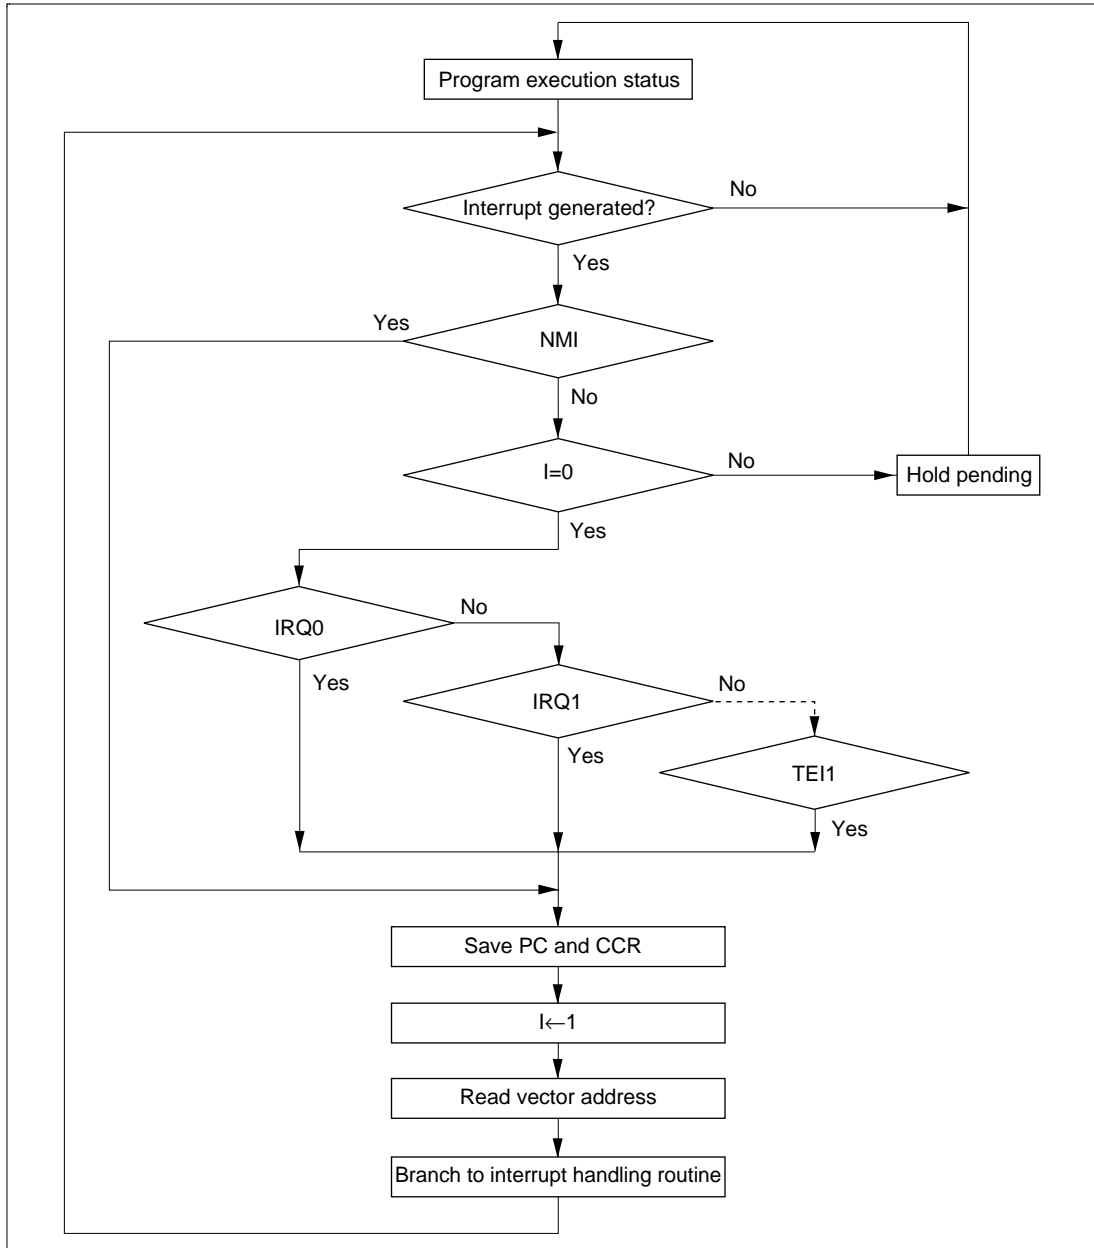 Program execution status
Interrupt generated?
No
Yes
Yes
NMI
No
I=0
No
Hold pending
Yes
IRQ0
No
Yes
IRQ1
No
Yes
TEI1
Yes
Save PC and CCR
I←1
Read vector address
Branch to interrupt handling routine